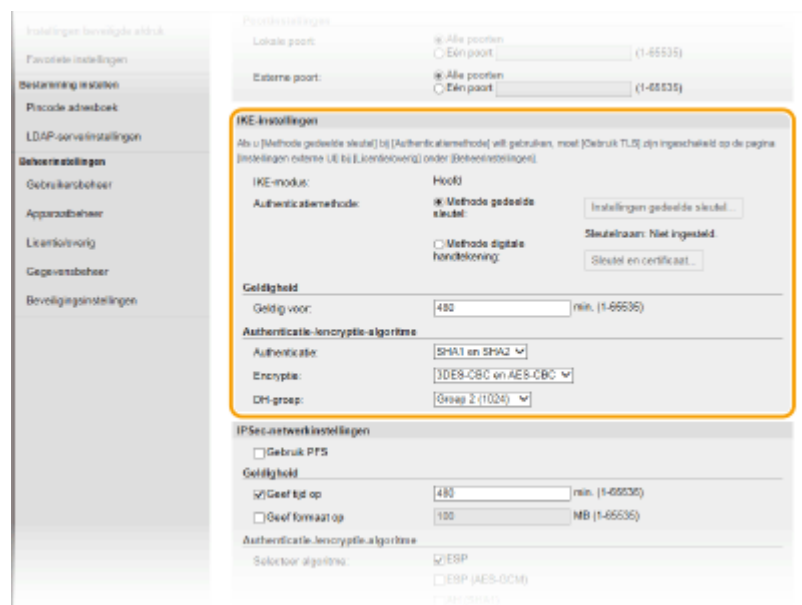 Instellingen beveiligde afdruk
Favoriete instellingen
Bestemming instellen
Pincode adresboek
LDAP-serverinstellingen
Beheerinstellingen
Gebruikersbeheer
Apparaatbeheer
Licentie/overig
Gegevensbeheer
Beveiligingsinstellingen
Poortinstellingen
Lokale poort: Alle poorten
Eén poort (1-65535)
Externe poort: Alle poorten
Eén poort (1-65535)
IKE-instellingen
Als u [Methode gedeelde sleutel] bij [Authenticatiemethode] wilt gebruiken, moet [Gebruik TLS] zijn ingeschakeld op de pagina
[Instellingen externe UI] bij [Licentie/overig] onder [Beheerinstellingen].
IKE-modus: Hoofd
Authenticatiemethode: Methode gedeelde
sleutel: Instellingen gedeelde sleutel...
Sleutelnaam: Niet ingesteld.
Methode digitale
handtekening: Sleutel en certificaat...
Geldigheid
Geldig voor: 480 min. (1-65535)
Authenticatie-/encryptie-algoritme
Authenticatie: SHA1 en SHA2
Encryptie: 3DES-CBC en AES-CBC
DH-groep: Groep 2 (1024)
IPSec-netwerkinstellingen
Gebruik PFS
Geldigheid
Geef tijd op 480 min. (1-65535)
Geef formaat op 100 MB (1-65535)
Authenticatie-/encryptie-algoritme
Selecteer algoritme: ESP
ESP (AES-GCM)